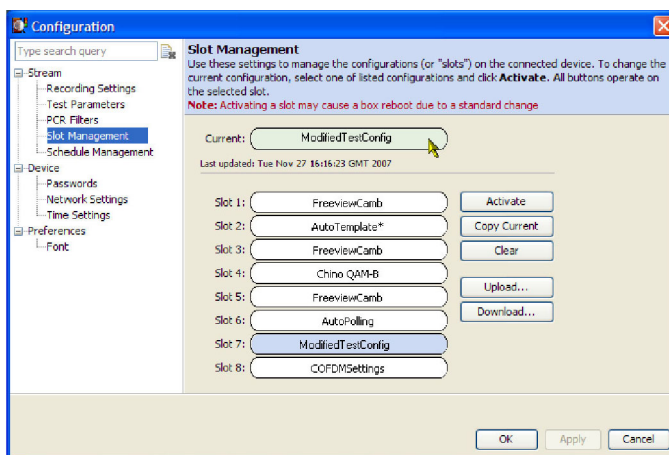 Configuration
Type search query
Stream
Recording Settings
Test Parameters
PCR Filters
Slot Management
Schedule Management
Device
Passwords
Network Settings
Time Settings
Preferences
Font
Slot Management
Use these settings to manage the configurations (or "slots") on the connected device. To change the
current configuration, select one of listed configurations and click Activate. All buttons operate on
the selected slot.
Note: Activating a slot may cause a box reboot due to a standard change
Current: ModifiedTestConfig
Last updated: Tue Nov 27 16:16:23 GMT 2007
Slot 1: FreeviewCamb
Slot 2: AutoTemplate*
Slot 3: FreeviewCamb
Slot 4: Chino QAM-B
Slot 5: FreeviewCamb
Slot 6: AutoPolling
Slot 7: ModifiedTestConfig
Slot 8: COFDMSettings
Activate
Copy Current
Clear
Upload...
Download...
OK
Apply
Cancel